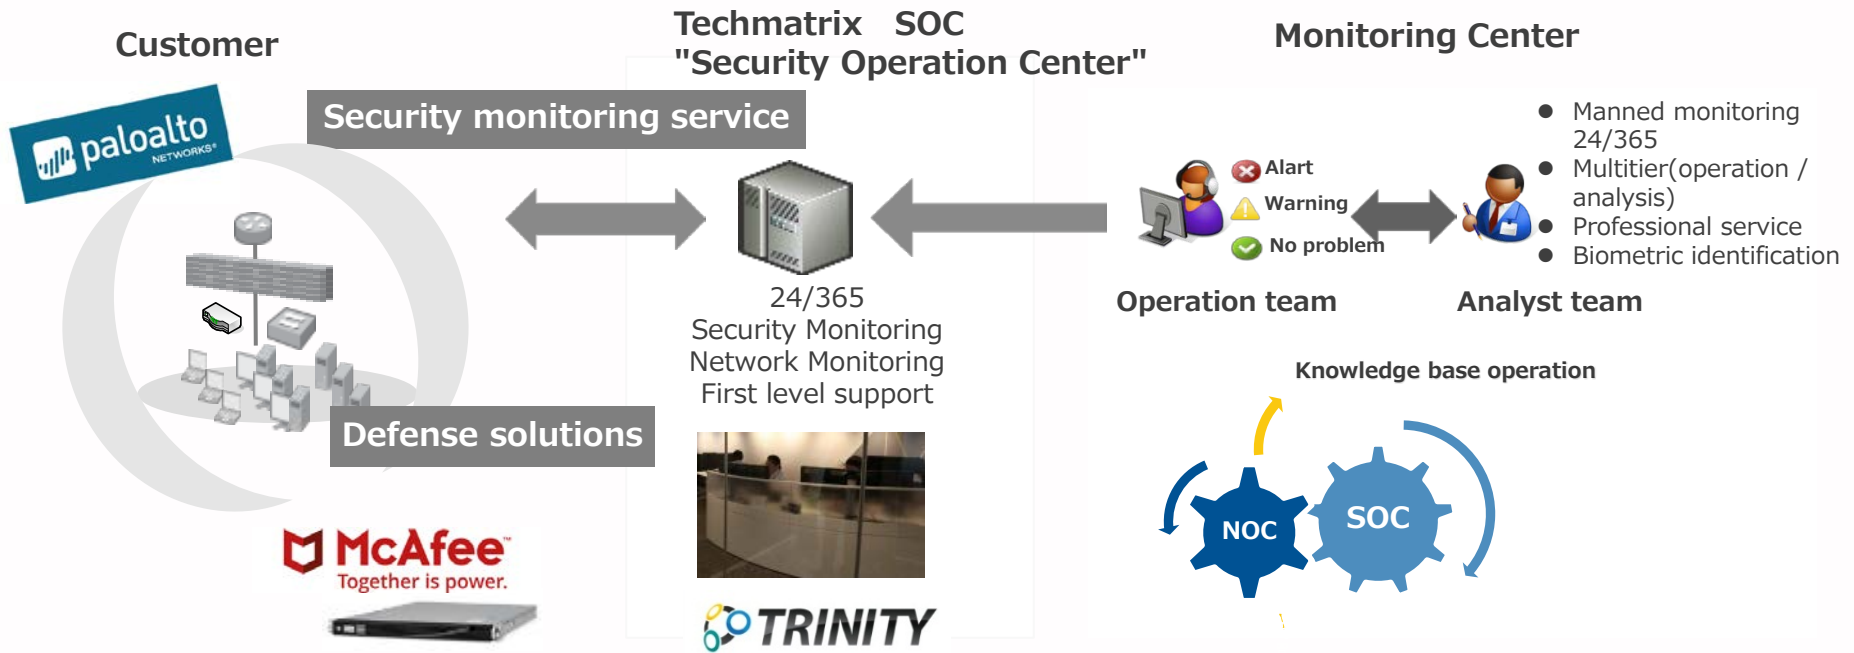 Customer
Techmatrix SOC
"Security Operation Center"
Monitoring Center
paloalto
NETWORKS®
Security monitoring service
Defense solutions
McAfee™
Together is power.
24/365
Security Monitoring
Network Monitoring
First level support
TRINITY
Alart
Warning
No problem
Operation team
Analyst team
● Manned monitoring
24/365
● Multitier(operation /
analysis)
● Professional service
● Biometric identification
Knowledge base operation
NOC
SOC